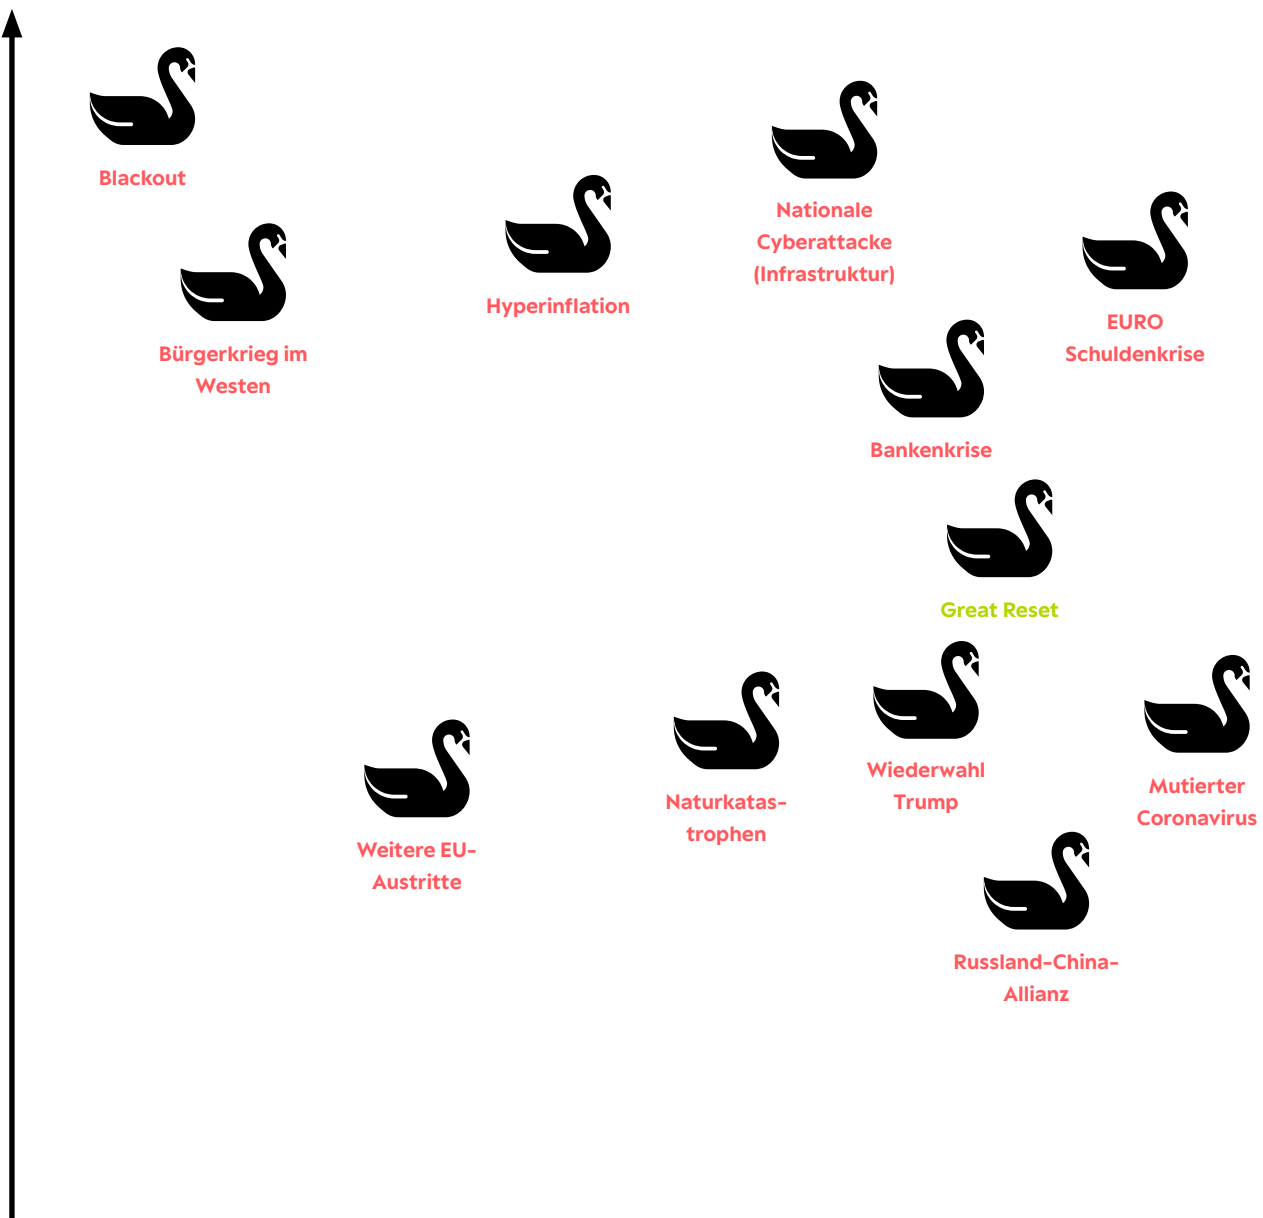 Blackout
Nationale
Cyberattacke
(Infrastruktur)
Hyperinflation
EURO
Schuldenkrise
Bürgerkrieg im
Westen
Bankenkrise
Great Reset
Wiederwahl
Trump
Mutierter
Coronavirus
Naturkatas-
trophen
Weitere EU-
Austritte
Russland-China-
Allianz